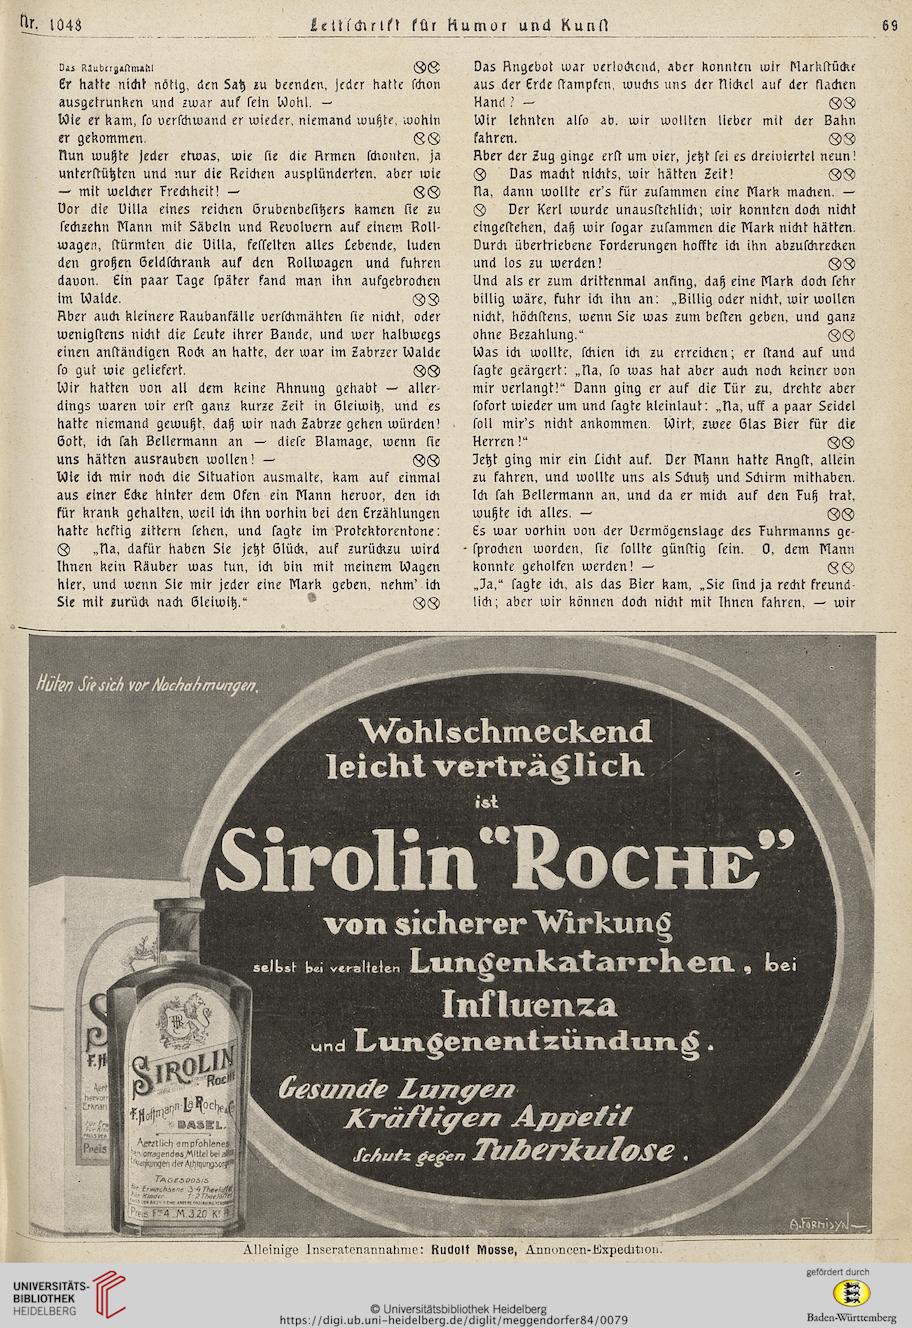 Nr. 1048
Zeitschrift für Humor und Kunst
69
Das Räubergastmahl
Er hatte nicht nötig, den Satz zu beenden, jeder hatte schon
ausgetrunken und zwar auf sein Wohl. —
Wie er kam, so verschwand er wieder, niemand wußte, wohin
er gekommen.
Nun wußte jeder etwas, wie sie die Armen schonten, ja
unterstützten und nur die Reichen ausplünderten, aber wie
— mit welcher Frechheit! —
Vor die Villa eines reichen Grubenbesitzers kamen sie zu
sechzehn Mann mit Säbeln und Revolvern auf einem Roll-
wagen, stürmten die Villa, fesselten alles Lebende, luden
den großen Geldschrank auf den Rollwagen und fuhren
davon. Ein paar Tage später fand man ihn aufgebrochen
im Walde.
Aber auch kleinere Raubanfälle verschmähten sie nicht, oder
wenigstens nicht die Leute ihrer Bande, und wer halbwegs
einen anständigen Rock an hatte, der war im Zabrzer Walde
so gut wie geliefert.
Wir hatten von all dem keine Ahnung gehabt — aller-
dings waren wir erst ganz kurze Zeit in Gleiwitz, und es
hatte niemand gewußt, daß wir nach Zabrze gehen würden!
Gott, ich sah Bellermann an — diese Blamage, wenn sie
uns hätten ausrauben wollen! —
Wie ich mir noch die Situation ausmalte, kam auf einmal
aus einer Ecke hinter dem Ofen ein Mann hervor, den ich
für krank gehalten, weil ich ihn vorhin bei den Erzählungen
hatte heftig zittern sehen, und sagte im Protektorentone:
„Na, dafür haben Sie jetzt Glück, auf zurückzu wird
Ihnen kein Räuber was tun, ich bin mit meinem Wagen
hier, und wenn Sie mir jeder eine Mark geben, nehm' ich
Sie mit zurück nach Gleiwitz.“
Das Angebot war verlockend, aber konnten wir Markstücke
aus der Erde stampfen, wuchs uns der Nickel auf der flachen
Hand? —
Wir lehnten also ab, wir wollten lieber mit der Bahn
fahren.
Aber der Zug ginge erst um vier, jetzt sei es dreiviertel neun!
Das macht nichts, wir hätten Zeit!
Na, dann wollte er's für zusammen eine Mark machen. —
Der Kerl wurde unausstehlich; wir konnten doch nicht
eingestehen, daß wir sogar zusammen die Mark nicht hätten.
Durch übertriebene Forderungen hoffte ich ihn abzuschrecken
und los zu werden!
Und als er zum drittenmal anfing, daß eine Mark doch sehr
billig wäre, fuhr ich ihn an: „Billig oder nicht, wir wollen
nicht, höchstens, wenn Sie was zum besten geben, und ganz
ohne Bezahlung.“
Was ich wollte, schien ich zu erreichen; er stand auf und
sagte geärgert: „Na, so was hat aber auch noch keiner von
mir verlangt!“ Dann ging er auf die Tür zu, drehte aber
sofort wieder um und sagte kleinlaut: „Na, uff a paar Seidel
soll mir's nicht ankommen. Wirt, zwee Glas Bier für die
Herren!“
Jetzt ging mir ein Licht auf. Der Mann hatte Angst, allein
zu fahren, und wollte uns als Schutz und Schirm mithaben.
Ich sah Bellermann an, und da er mich auf den Fuß trat,
wußte ich alles. —
Es war vorhin von der Vermögenslage des Fuhrmanns ge-
sprochen worden, sie sollte günstig sein. O, dem Mann
konnte geholfen werden! —
„Ja,“ sagte ich, als das Bier kam, „Sie sind ja recht freund-
lich; aber wir können doch nicht mit Ihnen fahren, — wir
Hüten Sie sich vor Nachahmungen.
Wohlschmeckend
leicht verträglich
ist
Sirolin "Roche"
von sicherer Wirkung
selbst bei veralteten Lungenkatarrhen, bei
Influenza
und Lungenentzündung.
Gesunde Lungen
Kräftigen Appetit
Schutz gegen Tuberkulose.
Sirolin
Roche
F. Hoffmann-La Roche & Co
BASEL.
Aerztlich empfohlenes
hervorragendes Mittel bei allen
Erkrankungen der Athmungsorgane
TAGESDOSIS
für Erwachsene 3-4 Theelöffel
für Kinder 1-2 Theelöffel
Preis Frs 4. M. 3.20 Kr. 4
Preis
A. FORMISYN
Alleinige Inseratenannahme: Rudolf Mosse, Annoncen-Expedition.
UNIVERSITÄTS-
BIBLIOTHEK
HEIDELBERG
© Universitätsbibliothek Heidelberg
https://digi.ub.uni-heidelberg.de/diglit/meggendorfer84/0079
gefördert durch
Baden-Württemberg